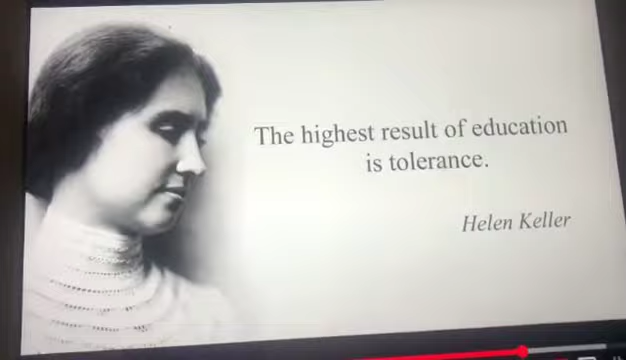 The highest result of education
is tolerance.
Helen Keller